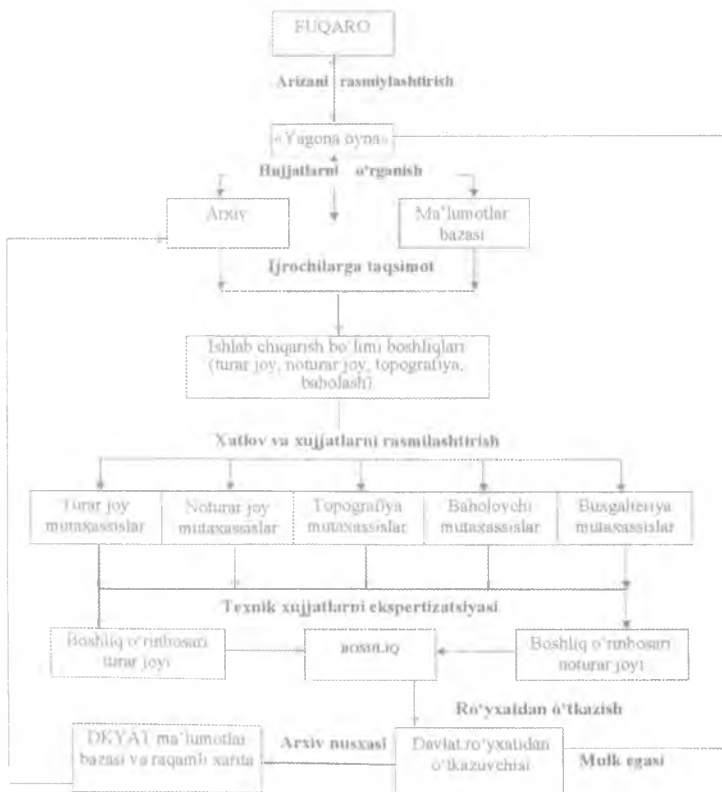 FUQARO
Arizani rasmiylashtirish
«Yagona oyna»
Hujjatlarni o‘rganish
Arxiv
Ma’lumotlar
bazasi
Ijrochilarga taqsimot
Ishlab chiqarish bo‘limi boshliqlari
(turar joy, noturar joy, topografiya,
baholash)
Xatlov va xujjatlarni rasmilashtirish
Turar joy
mutaxassislar
Noturar joy
mutaxassislar
Topografiya
mutaxassislar
Baholovchi
mutaxassislar
Buxgalteriya
mutaxassislar
Texnik xujjatlarni ekspertizatsiyasi
Boshliq o‘rinbosari
turar joyi
BOSHLIQ
Boshliq o‘rinbosari
noturar joyi
Ro‘yxatdan o‘tkazish
DKYAT ma’lumotlar
bazasi va raqamli xarita
Arxiv nusxasi
Davlat ro‘yxatidan
o‘tkazuvchisi
Mulk egasi